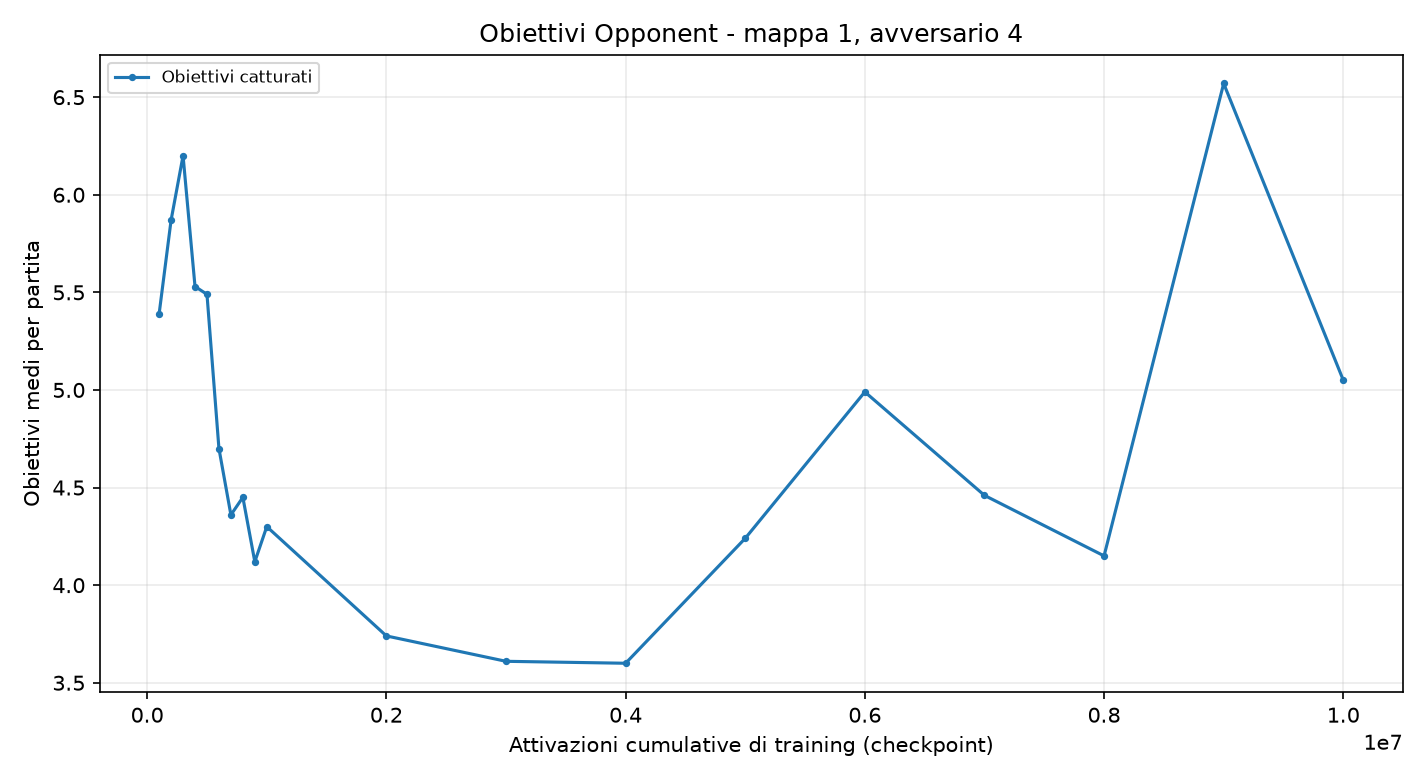 Obiettivi Opponent - mappa 1, avversario 4
Obiettivi catturati
Obiettivi medi per partita
6.5
6.0
5.5
5.0
4.5
4.0
3.5
0.0 0.2 0.4 0.6 0.8 1.0
1e7
Attivazioni cumulative di training (checkpoint)